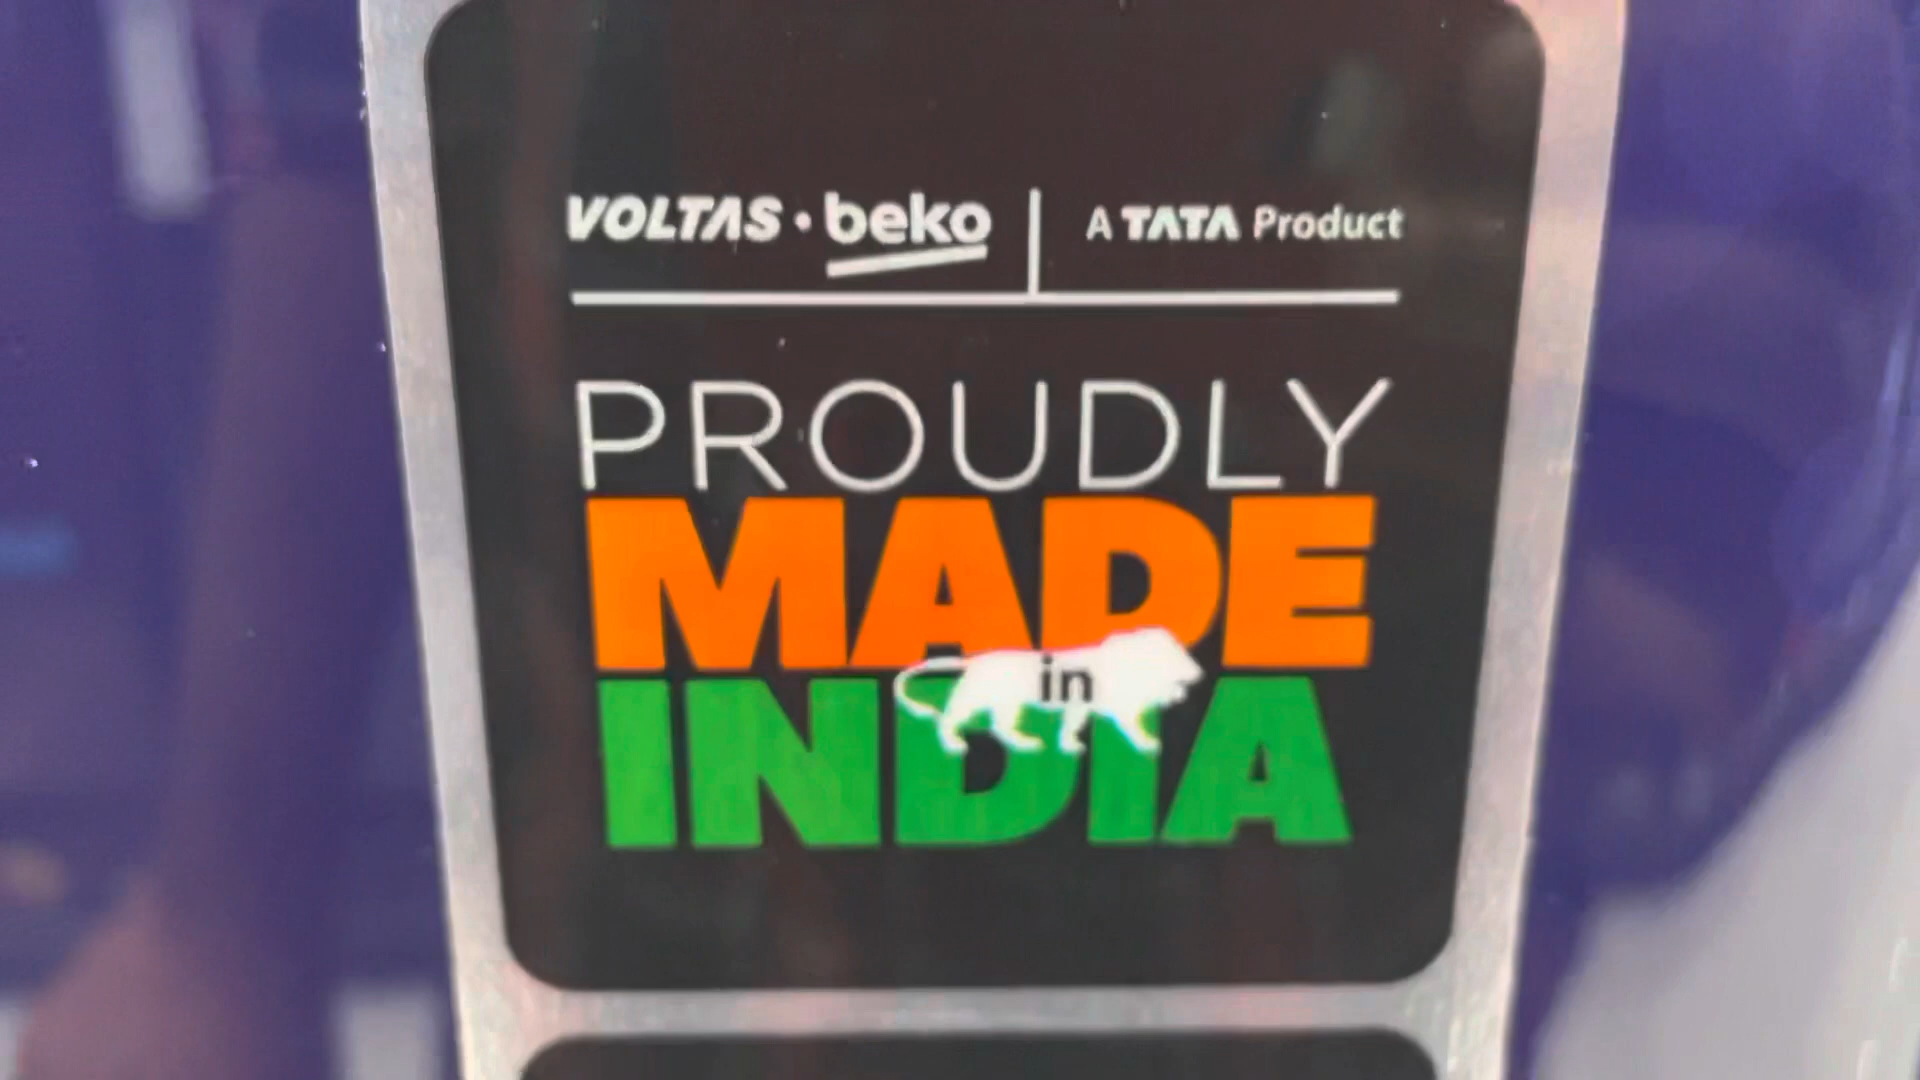 VOLTAS • beko | A TATA Product
PROUDLY
MADE
in
INDIA